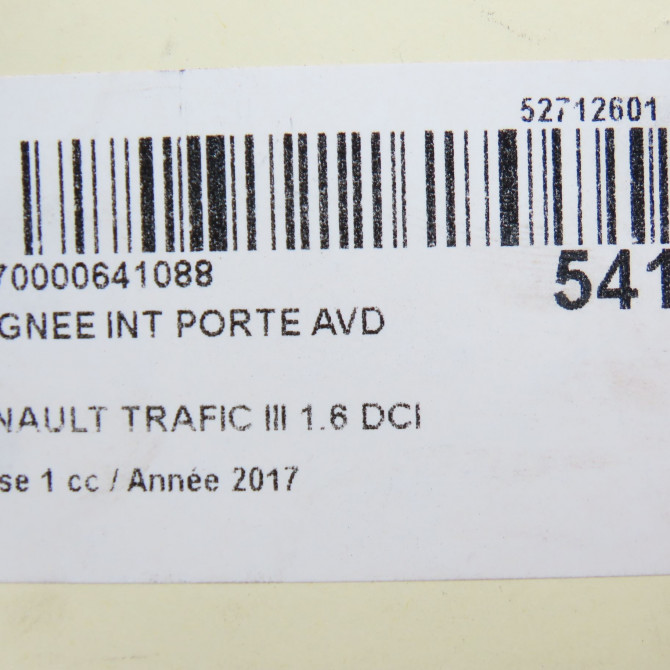 52712601
70000641088
541
GNEE INT PORTE AVD
NAULT TRAFIC III 1.6 DCI
se 1 cc / Année 2017